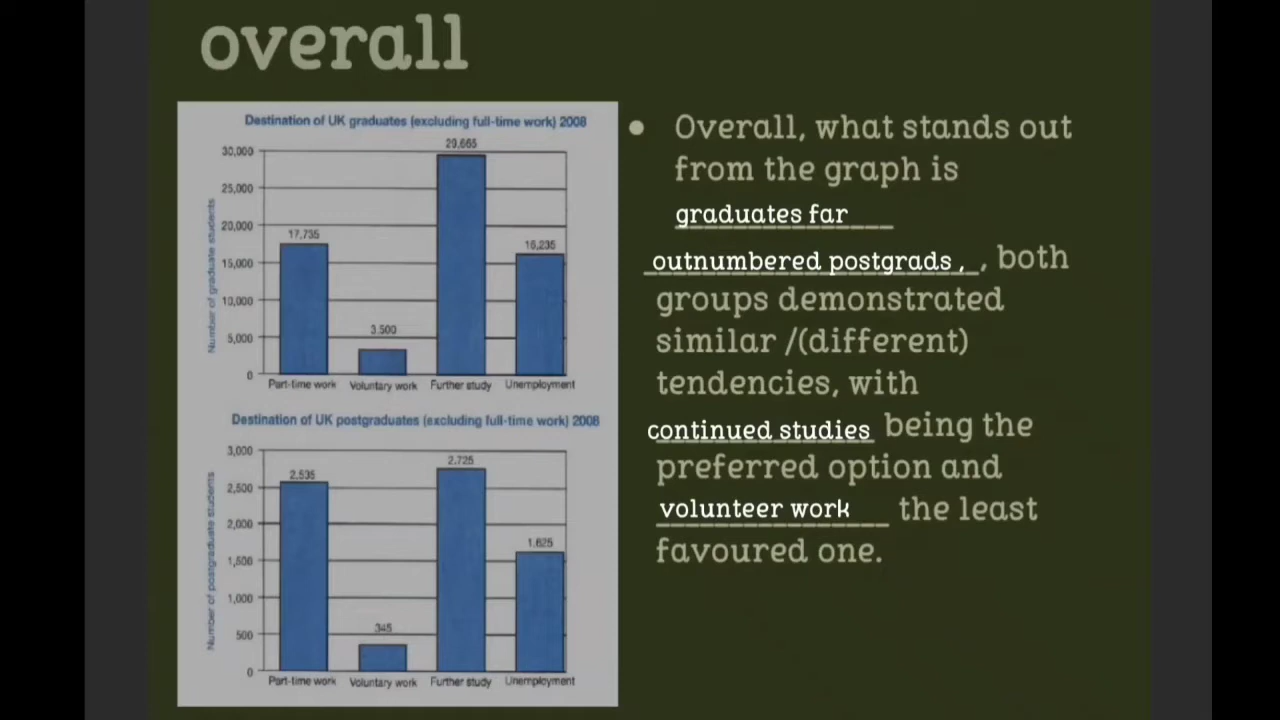 overall
Destination of UK graduates (excluding full-time work) 2008
Number of graduate students
30,000
25,000
20,000
15,000
10,000
5,000
0
17,735
3,500
29,665
16,235
Part-time work Voluntary work Further study Unemployment
Destination of UK postgraduates (excluding full-time work) 2008
Number of postgraduate students
3,000
2,500
2,000
1,500
1,000
500
0
2,535
345
2,725
1,625
Part-time work Voluntary work Further study Unemployment
• Overall, what stands out
from the graph is
graduates far
outnumbered postgrads , , both
groups demonstrated
similar /(different)
tendencies, with
continued studies being the
preferred option and
volunteer work the least
favoured one.